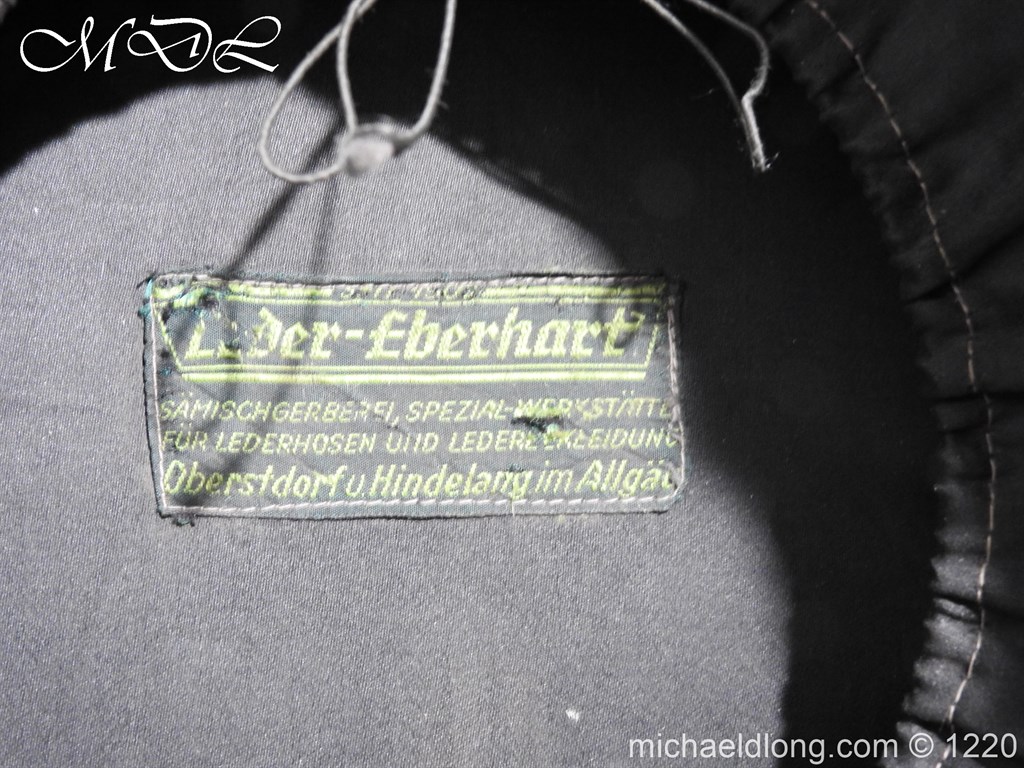 MDL
Leder-Eberhart
SÄMISCHGERBEREI, SPEZIAL-WERKSTÄTTE
FÜR LEDERHOSEN UND LEDERBEKLEIDUNG
Oberstdorf u. Hindelang im Allgäu
michaeldlong.com © 1220